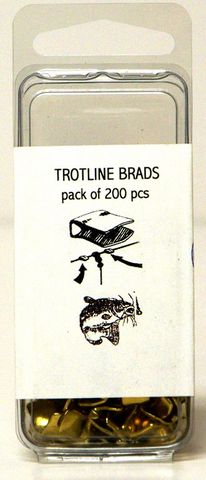 TROTLINE BRADS
pack of 200 pcs